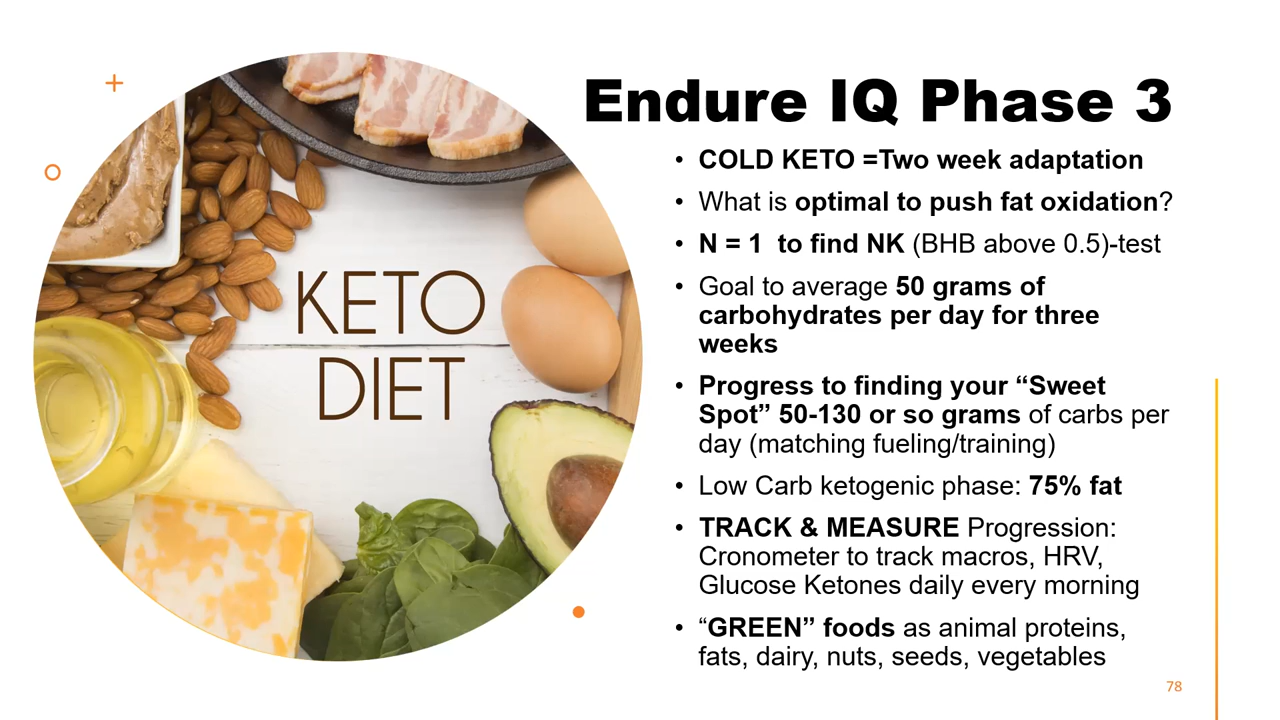 Endure IQ Phase 3
KETO
DIET
• COLD KETO =Two week adaptation
• What is optimal to push fat oxidation?
• N = 1  to find NK (BHB above 0.5)-test
• Goal to average 50 grams of
carbohydrates per day for three
weeks
• Progress to finding your “Sweet
Spot” 50-130 or so grams of carbs per
day (matching fueling/training)
• Low Carb ketogenic phase: 75% fat
• TRACK & MEASURE Progression:
Cronometer to track macros, HRV,
Glucose Ketones daily every morning
• “GREEN” foods as animal proteins,
fats, dairy, nuts, seeds, vegetables
78